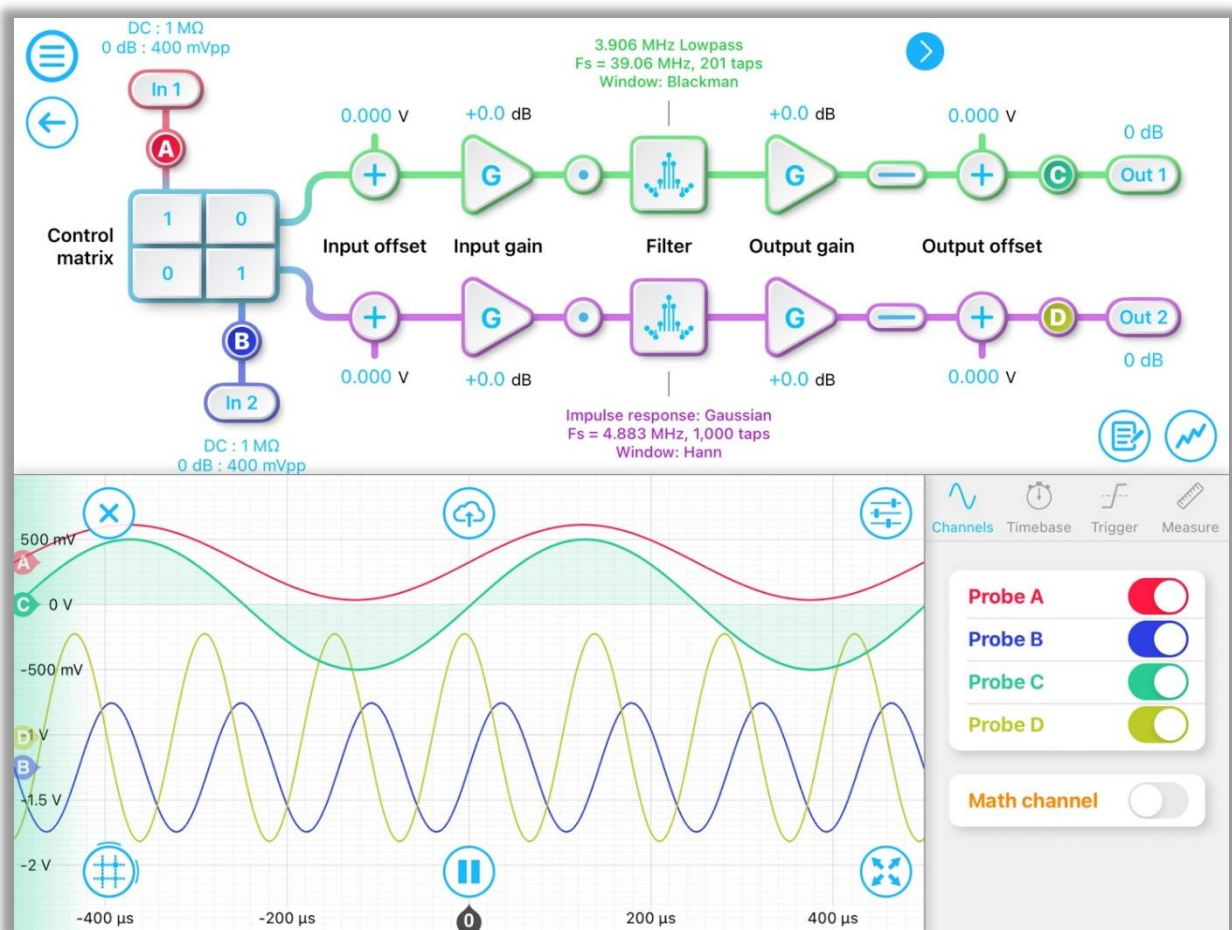 DC : 1 MΩ
0 dB : 400 mVpp
In 1
A
3.906 MHz Lowpass
Fs = 39.06 MHz, 201 taps
Window: Blackman
0.000 V
+0.0 dB
+0.0 dB
0.000 V
0 dB
G
G
C
Out 1
Control
matrix
1
0
0
1
Input offset
Input gain
Filter
Output gain
Output offset
B
G
G
D
Out 2
0.000 V
+0.0 dB
+0.0 dB
0.000 V
0 dB
In 2
Impulse response: Gaussian
Fs = 4.883 MHz, 1,000 taps
Window: Hann
DC : 1 MΩ
0 dB : 400 mVpp
500 mV
A
C
0 V
-500 mV
D
-1 V
B
-1.5 V
-2 V
-400 µs
-200 µs
0
200 µs
400 µs
Channels
Timebase
Trigger
Measure
Probe A
Probe B
Probe C
Probe D
Math channel